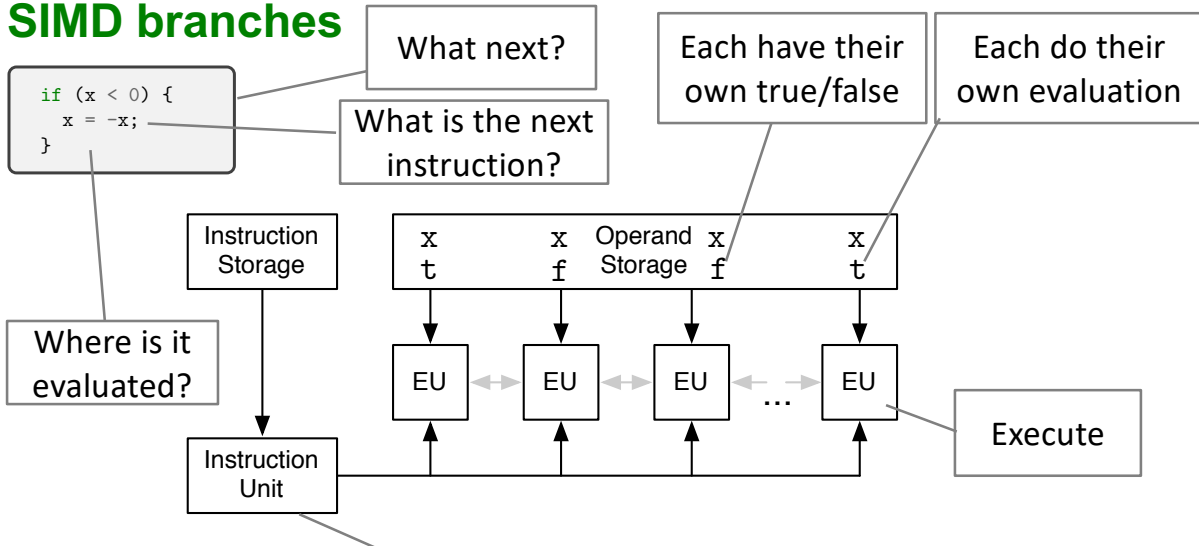 SIMD branches
What next?
Each have their
own true/false
Each do their
own evaluation
if (x < 0) {
x = -x;
}
What is the next
instruction?
Instruction
Storage
x x Operand x x
t f Storage f t
Where is it
evaluated?
EU EU EU ... EU
Execute
Instruction
Unit